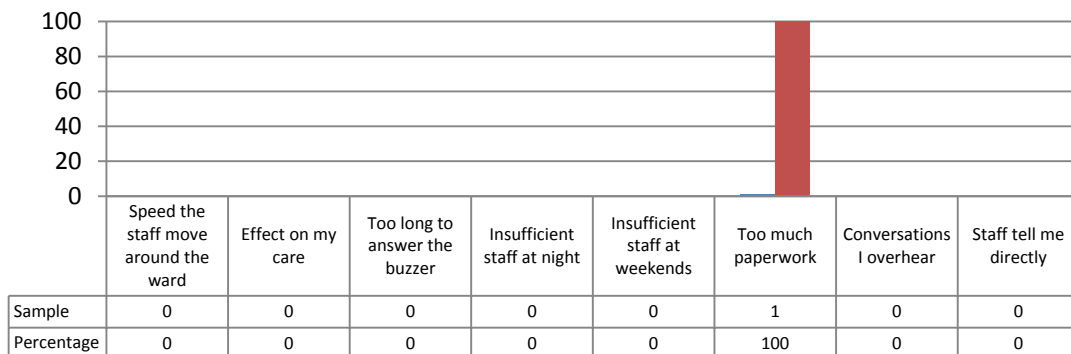 100
80
60
40
20
0
Speed the
staff move
around the
ward
Effect on my
care
Too long to
answer the
buzzer
Insufficient
staff at night
Insufficient
staff at
weekends
Too much
paperwork
Conversations
I overhear
Staff tell me
directly
Sample 0 0 0 0 0 1 0 0
Percentage 0 0 0 0 0 100 0 0